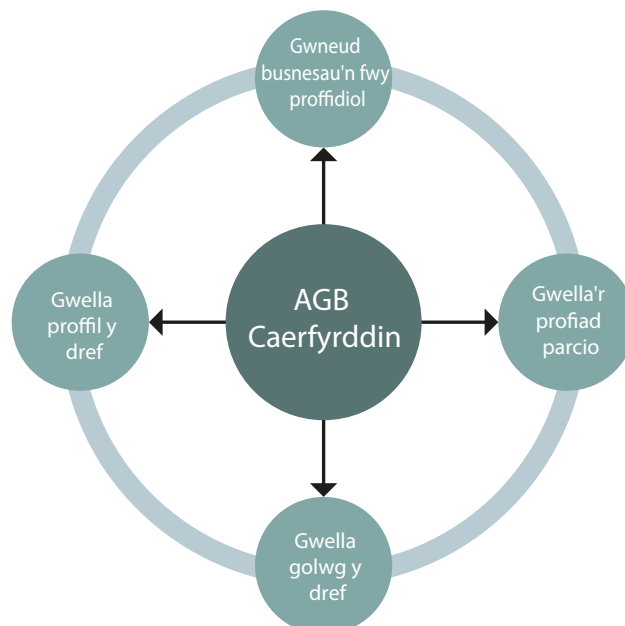 Gwneud
busnesau'n fwy
proffidiol
Gwella
proffil y
dref
AGB
Caerfyrddin
Gwella'r
profiad
parcio
Gwella
golwg y
dref